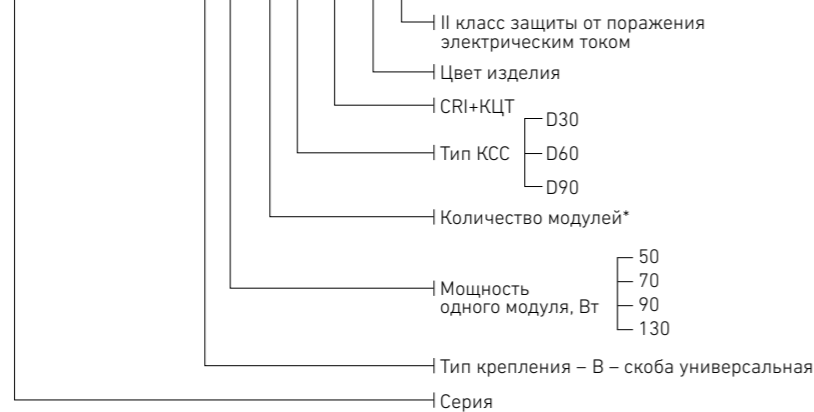 II класс защиты от поражения
электрическим током
Цвет изделия
CRI+КЦТ
D30
Тип КСС
D60
D90
Количество модулей*
50
70
Мощность
одного модуля, Вт
90
130
Тип крепления – В – скоба универсальная
Серия